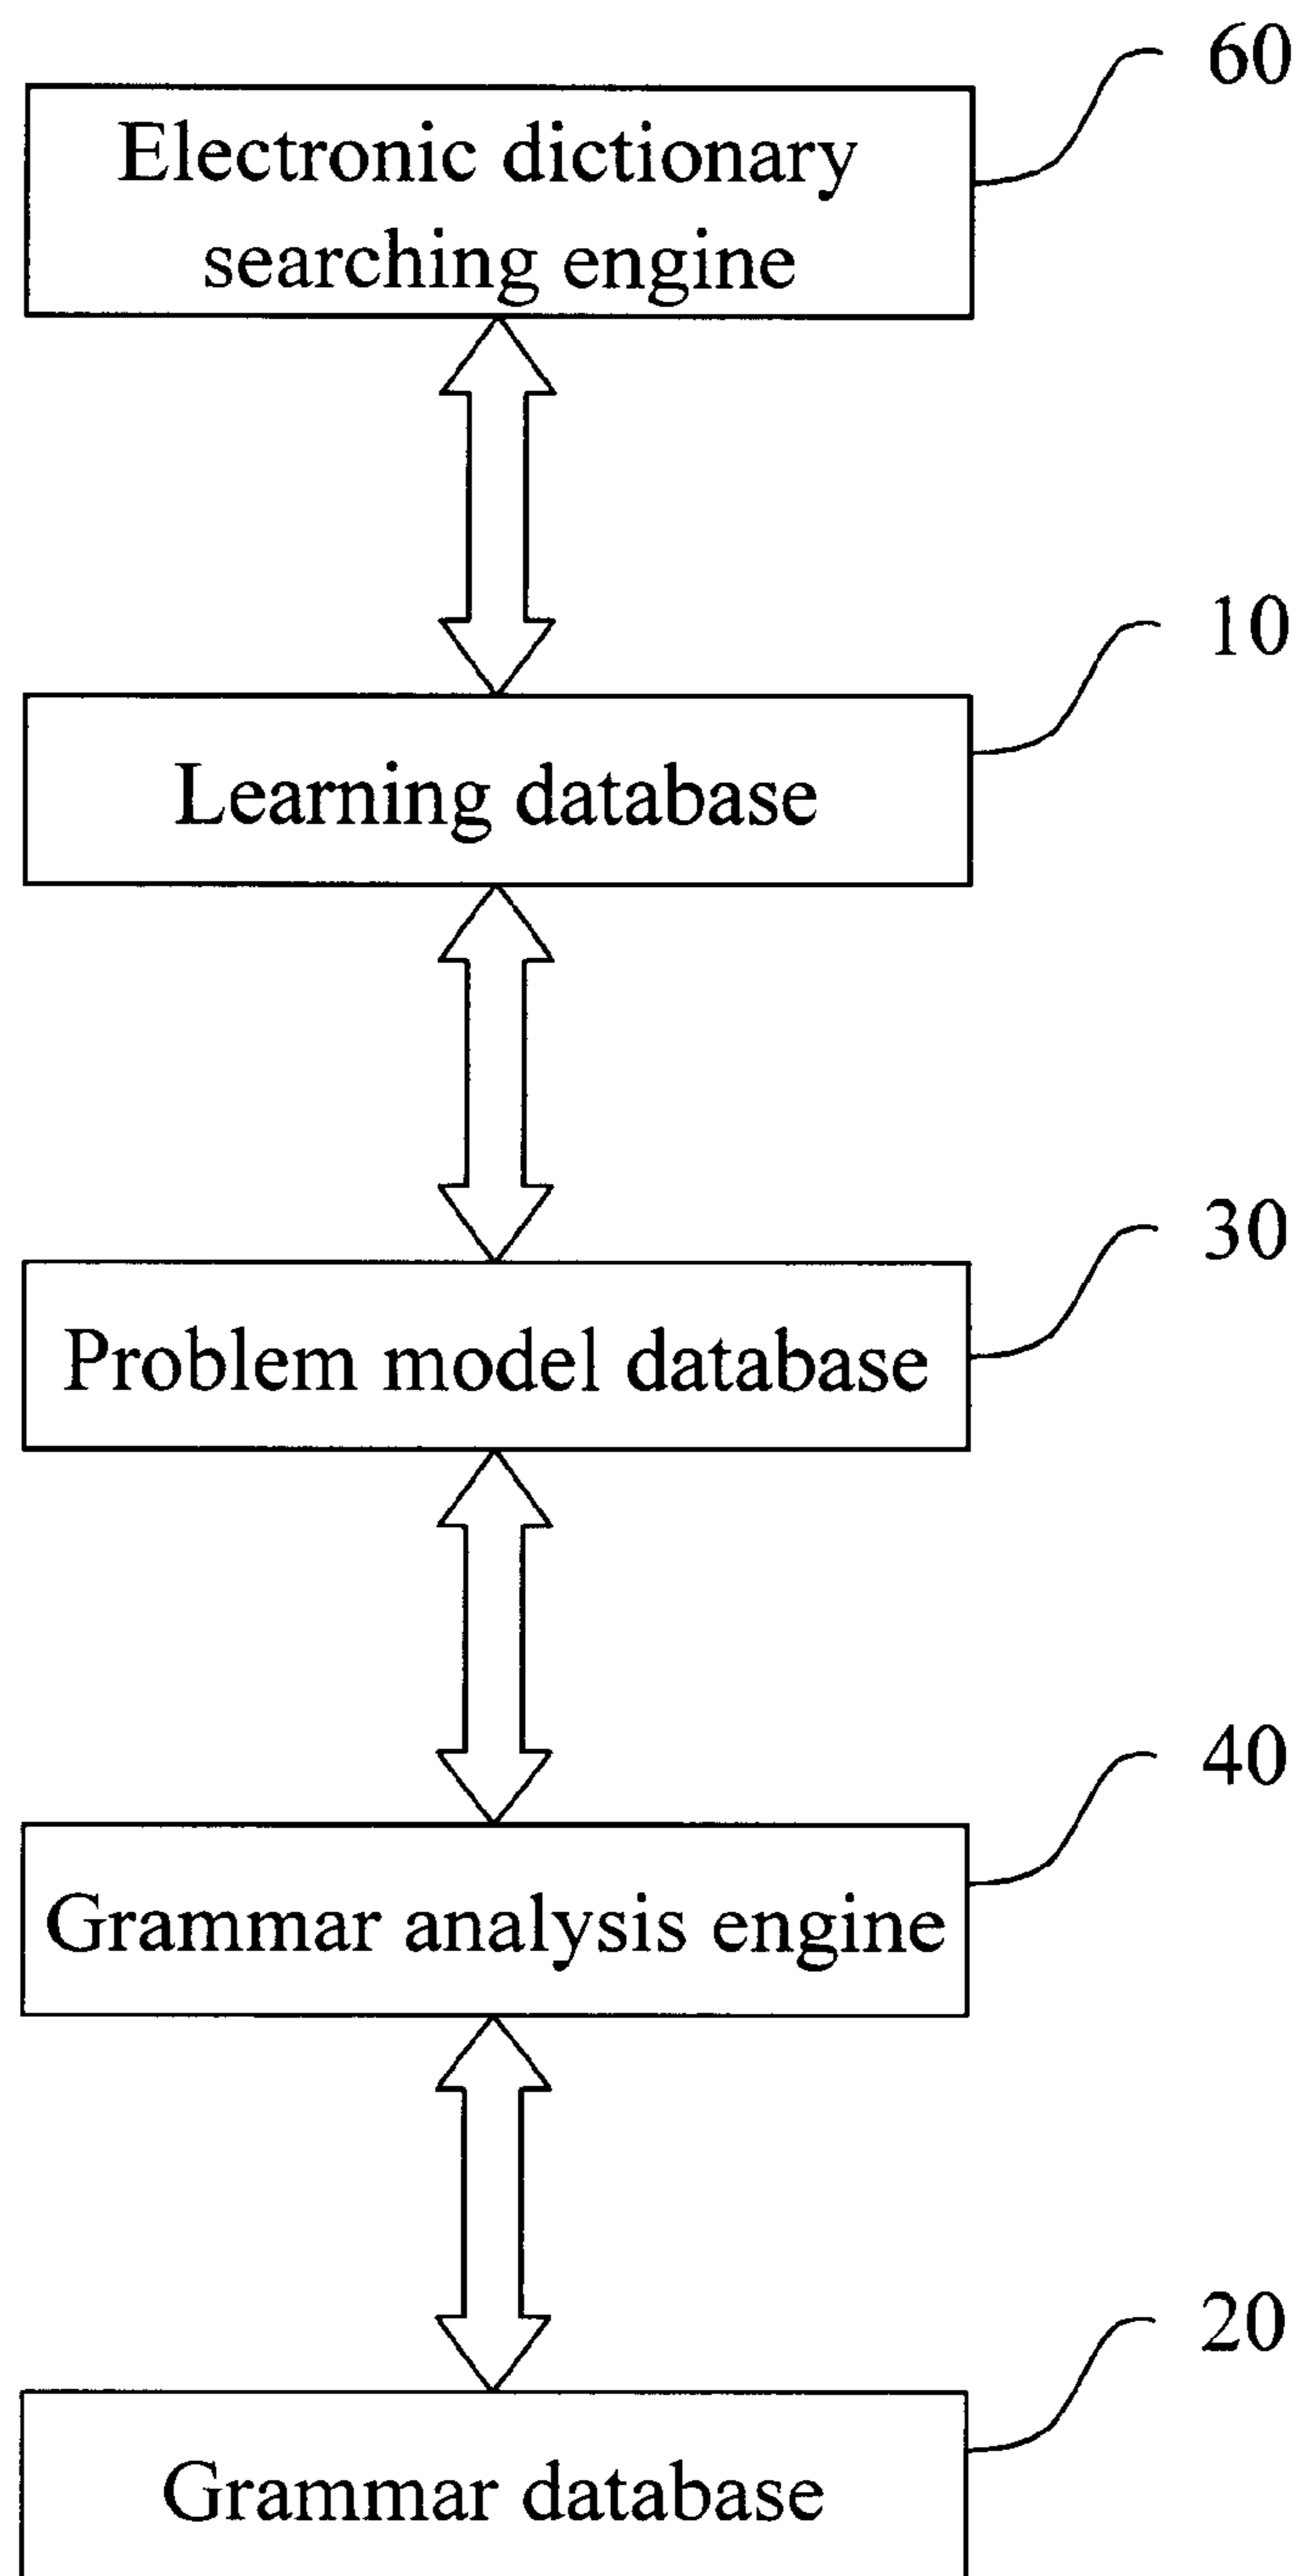 60
Electronic dictionary
searching engine
10
Learning database
30
Problem model database
40
Grammar analysis engine
20
Grammar database